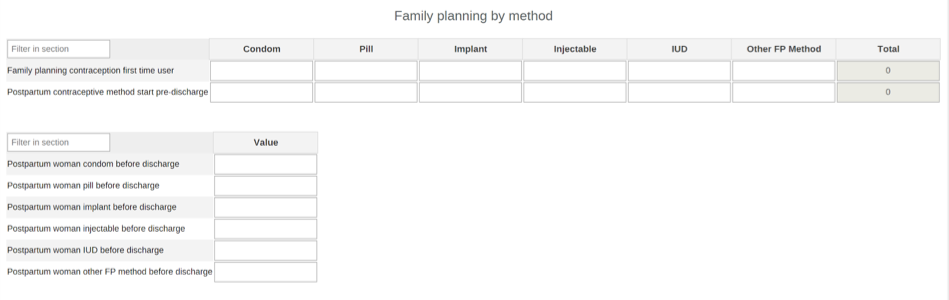 Family planning by method
Filter in section Condom Pill Implant Injectable IUD Other FP Method Total
Family planning contraception first time user 0
Postpartum contraceptive method start pre-discharge 0
Filter in section Value
Postpartum woman condom before discharge
Postpartum woman pill before discharge
Postpartum woman implant before discharge
Postpartum woman injectable before discharge
Postpartum woman IUD before discharge
Postpartum woman other FP method before discharge